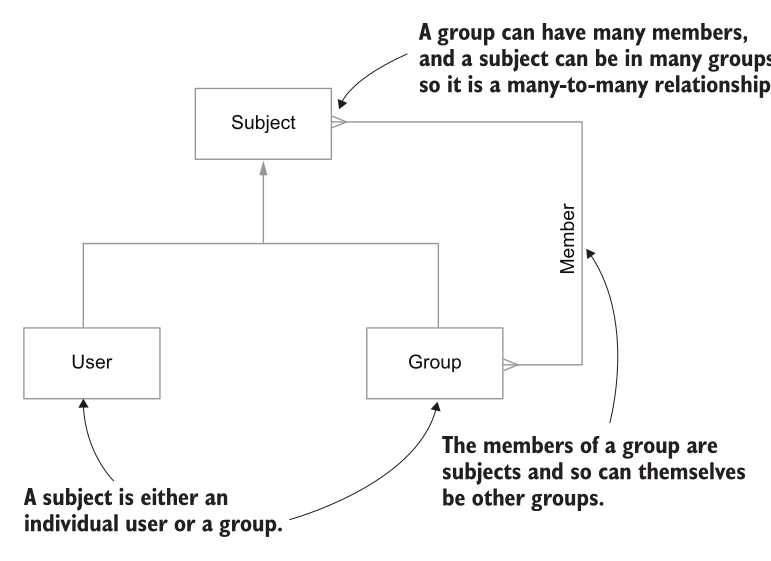 A group can have many members,
and a subject can be in many groups
so it is a many-to-many relationship
Subject
Member
User
Group
The members of a group are
subjects and so can themselves
be other groups.
A subject is either an
individual user or a group.